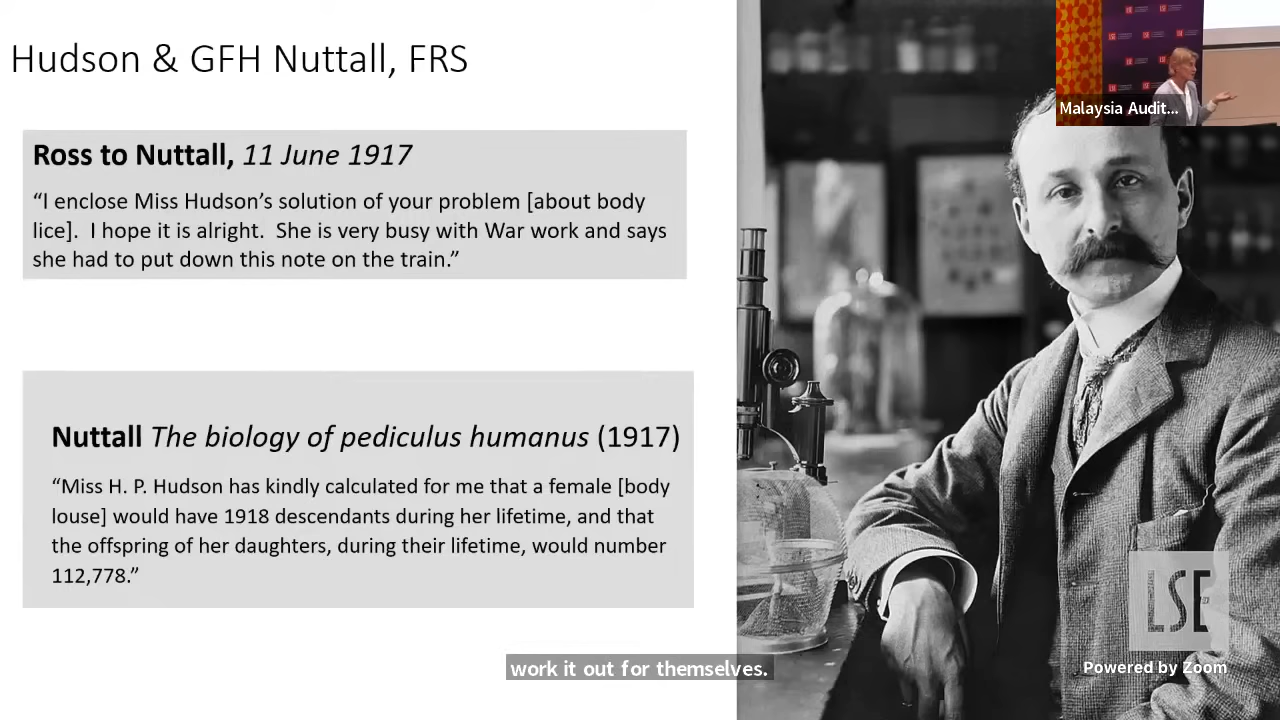 Hudson & GFH Nuttall, FRS
Ross to Nuttall, 11 June 1917
“I enclose Miss Hudson’s solution of your problem [about body
lice].  I hope it is alright.  She is very busy with War work and says
she had to put down this note on the train.”
Nuttall The biology of pediculus humanus (1917)
“Miss H. P. Hudson has kindly calculated for me that a female [body
louse] would have 1918 descendants during her lifetime, and that
the offspring of her daughters, during their lifetime, would number
112,778.”
Malaysia Audit...
LSE
Powered by Zoom
work it out for themselves.